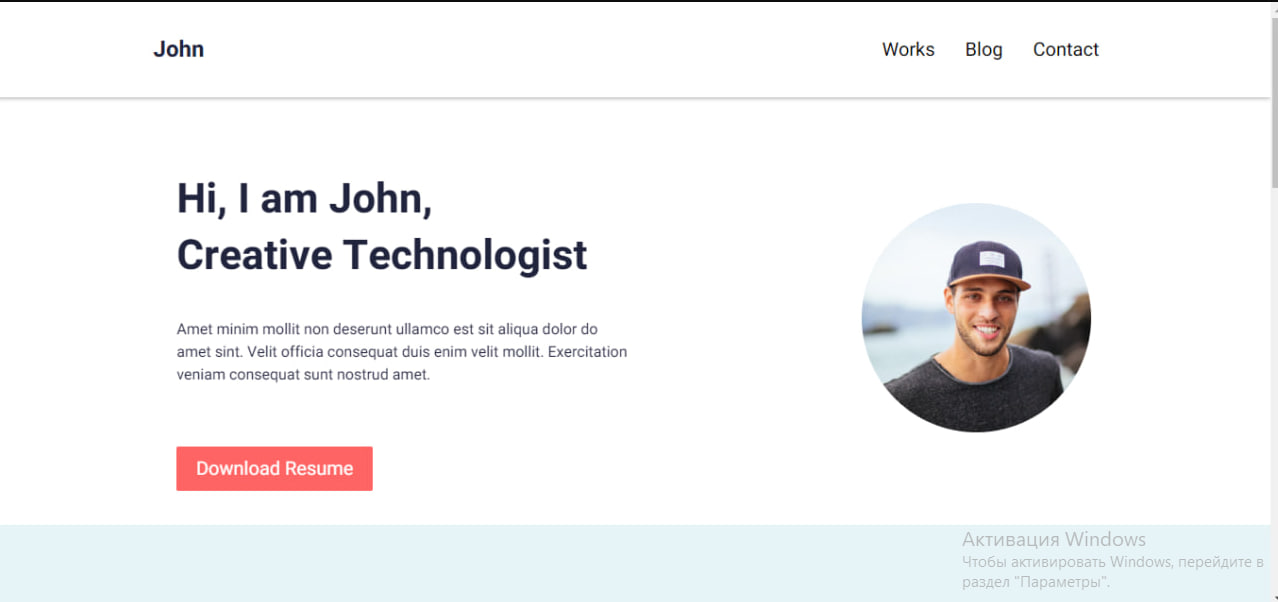 John
Works Blog Contact
Hi, I am John,
Creative Technologist
Amet minim mollit non deserunt ullamco est sit aliqua dolor do
amet sint. Velit officia consequat duis enim velit mollit. Exercitation
veniam consequat sunt nostrud amet.
Download Resume
Активация Windows
Чтобы активировать Windows, перейдите в
раздел "Параметры".